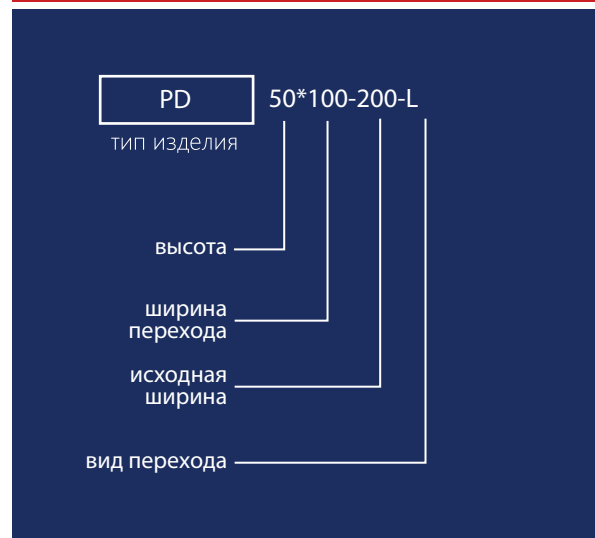 PD 50*100-200-L
тип изделия
высота
ширина
перехода
исходная
ширина
вид перехода